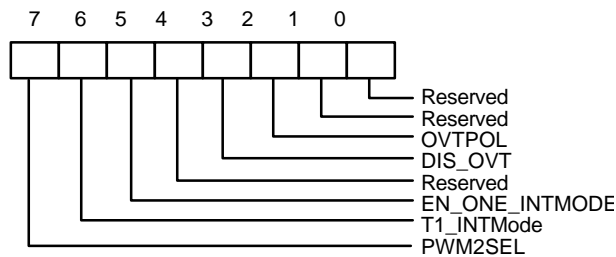 7 6 5 4 3 2 1 0
Reserved
Reserved
OVTPOL
DIS_OVT
Reserved
EN_ONE_INTMODE
T1_INTMode
PWM2SEL